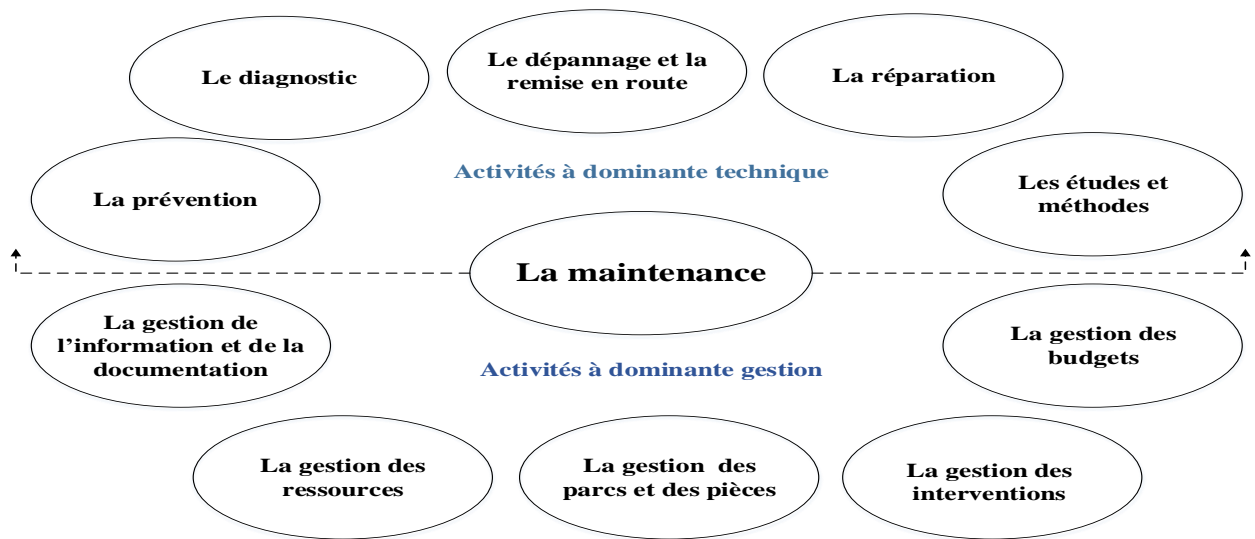 Le diagnostic
Le dépannage et la
remise en route
La réparation
Activités à dominante technique
La prévention
Les études et
méthodes
La maintenance
La gestion de
l’information et de la
documentation
La gestion des
budgets
Activités à dominante gestion
La gestion des
ressources
La gestion des
parcs et des pièces
La gestion des
interventions